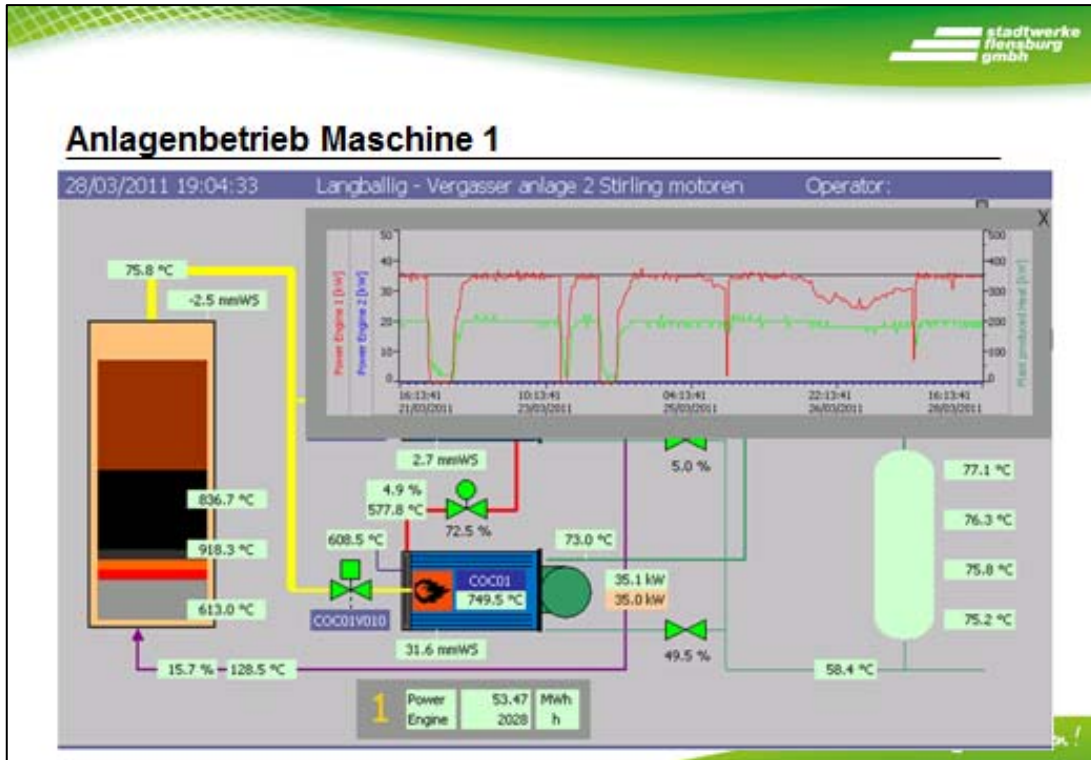 stadtwerke
flensburg
gmbh
Anlagenbetrieb Maschine 1
28/03/2011 19:04:33 Langballig - Vergasser anlage 2 Stirling motoren Operator:
X
Power Engine 1 [kW]
Power Engine 2 [kW]
50
40
30
20
10
0
500
400
300
200
100
0
Plant produced Heat [kW]
16:13:41 10:13:41 04:13:41 22:13:41 16:13:41
21/03/2011 23/03/2011 25/03/2011 26/03/2011 28/03/2011
75.8 °C
-2.5 mmWS
2.7 mmWS
5.0 %
77.1 °C
4.9 %
577.8 °C
72.5 %
836.7 °C
76.3 °C
608.5 °C
73.0 °C
918.3 °C
75.8 °C
COC01
749.5 °C
35.1 kW
35.0 kW
613.0 °C
COC01V010
75.2 °C
31.6 mmWS
49.5 %
15.7 % 128.5 °C
58.4 °C
1
Power 53.47 MWh
Engine 2028 h